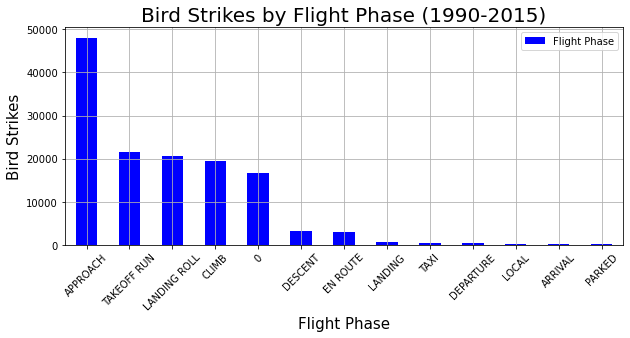 Bird Strikes by Flight Phase (1990-2015)
Flight Phase
50000
40000
30000
20000
10000
0
Bird Strikes
APPROACH
TAKEOFF RUN
LANDING ROLL
CLIMB
0
DESCENT
EN ROUTE
LANDING
TAXI
DEPARTURE
LOCAL
ARRIVAL
PARKED
Flight Phase